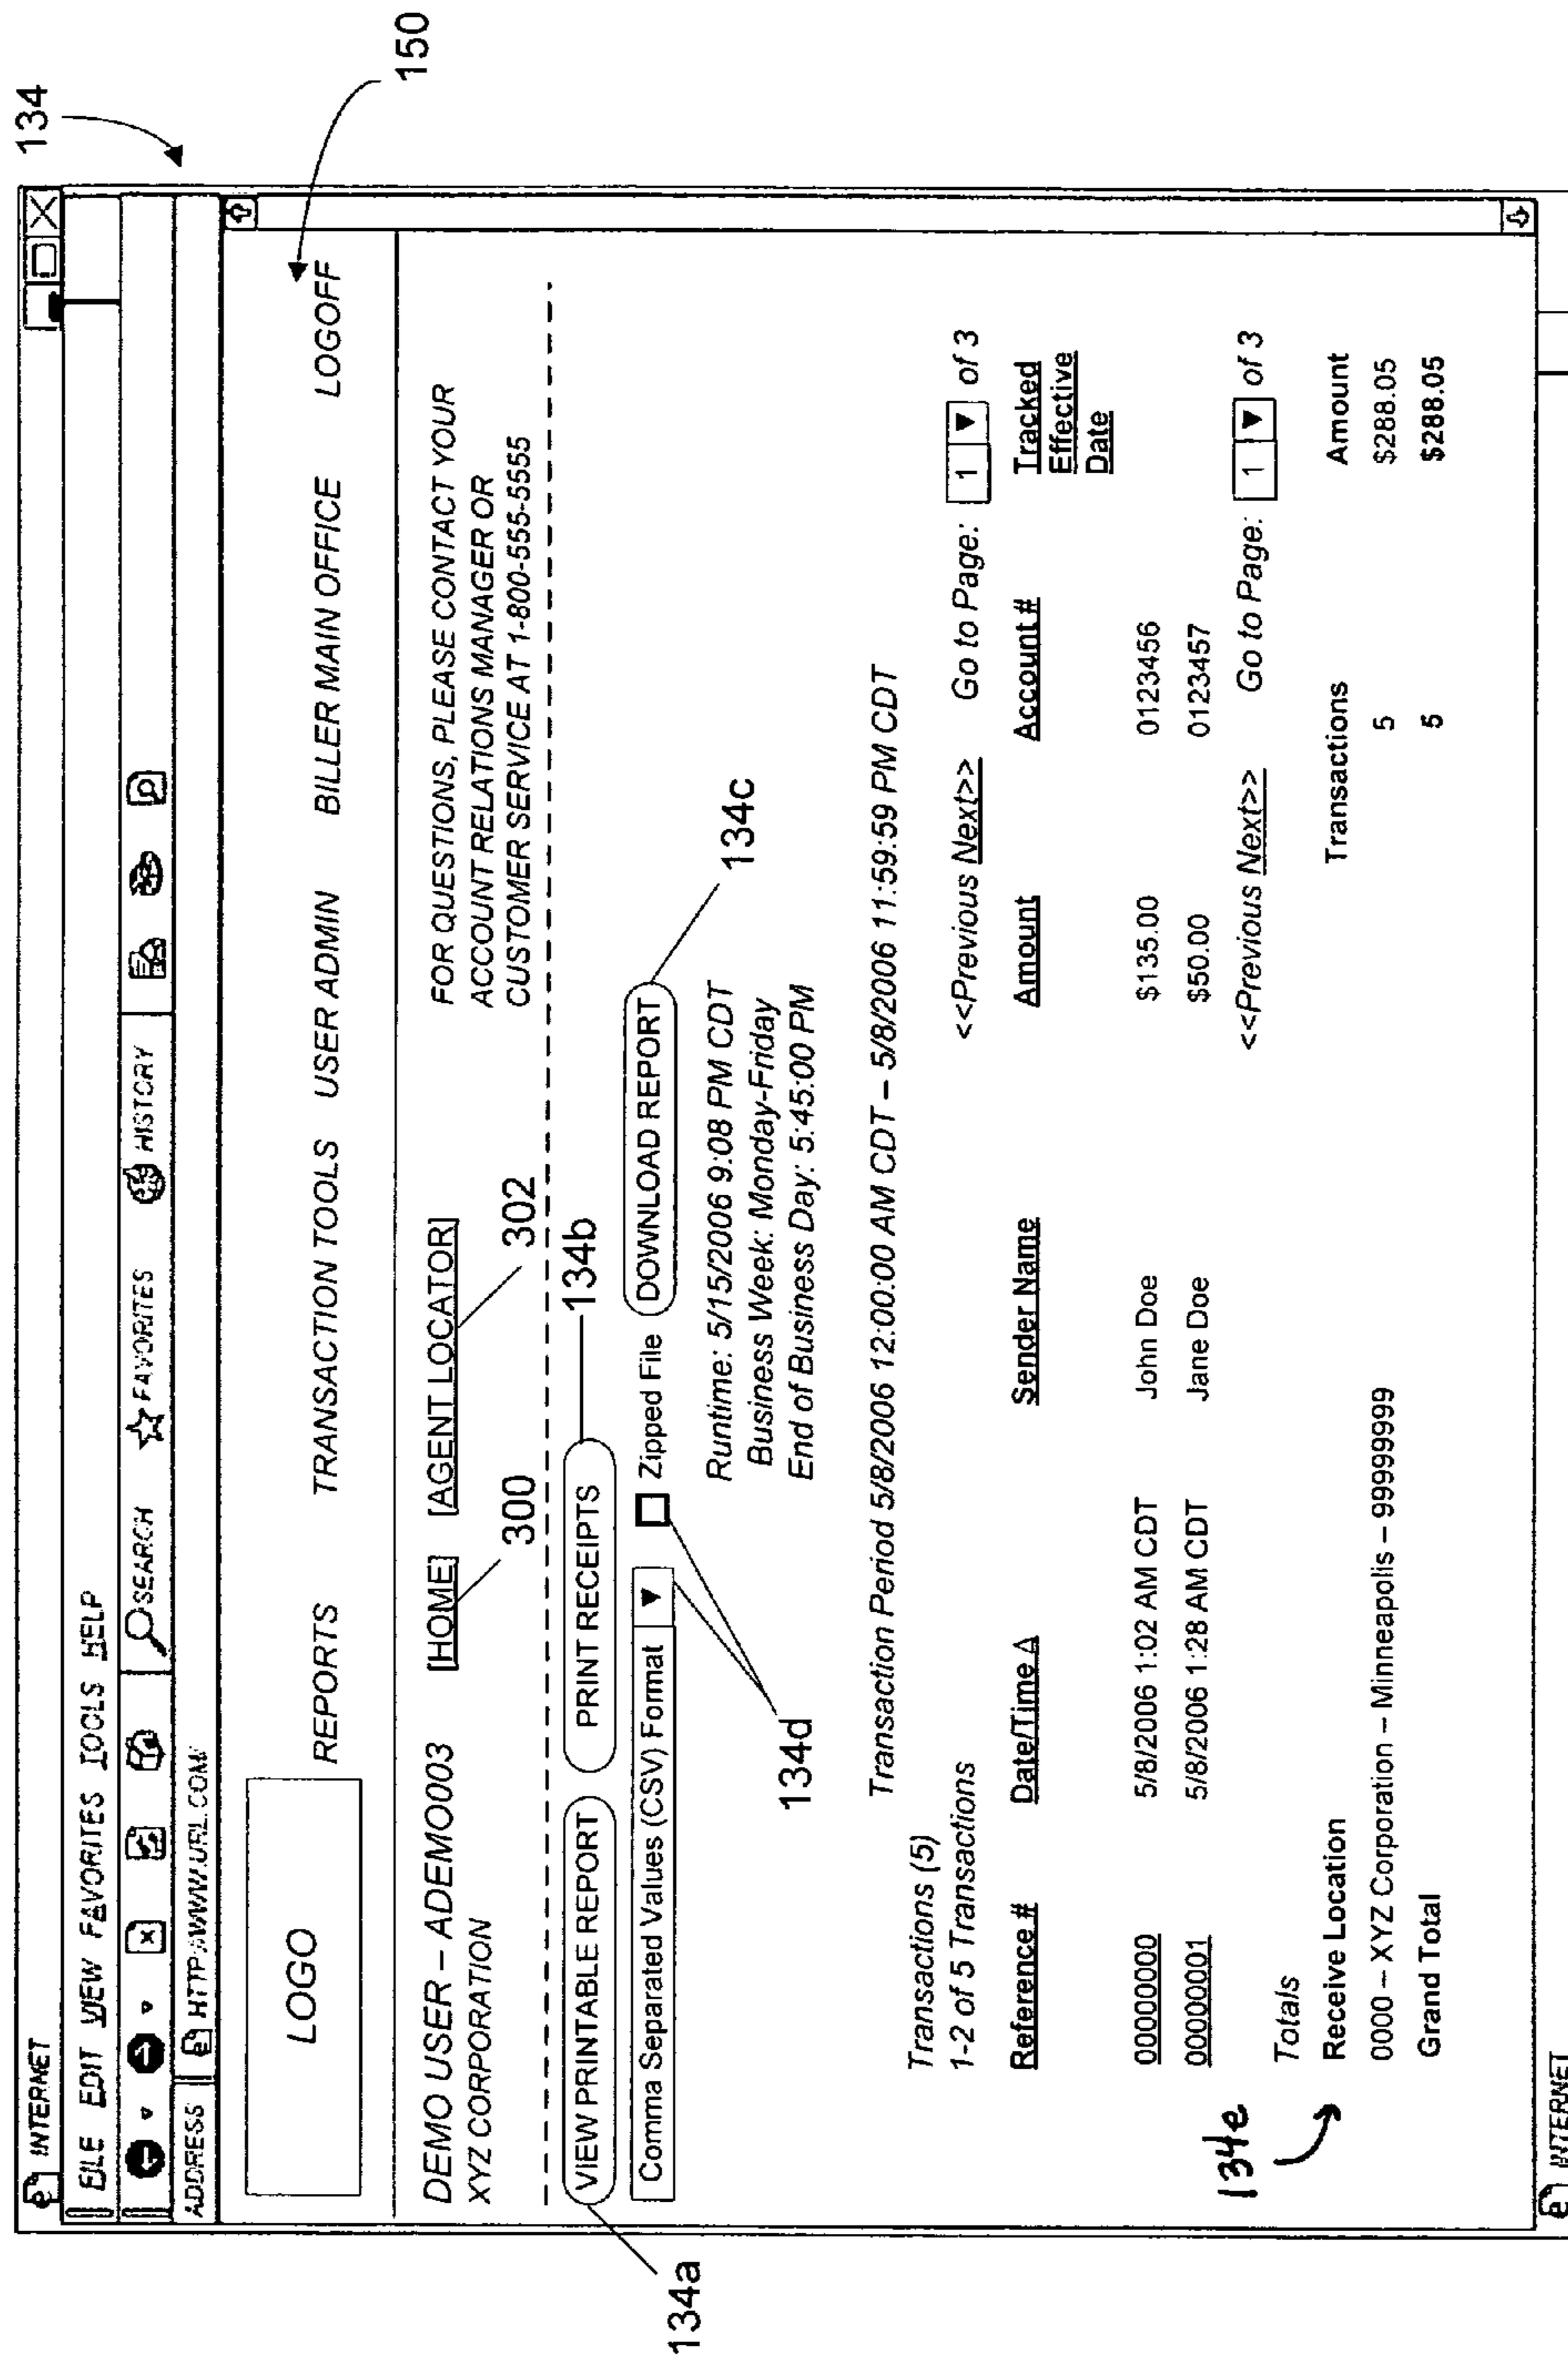 134
INTERNET
FILE EDIT VIEW FAVORITES TOOLS HELP
SEARCH FAVORITES HISTORY
ADDRESS HTTP://WWW.URL.COM/
150
LOGO REPORTS TRANSACTION TOOLS USER ADMIN BILLER MAIN OFFICE LOGOFF
DEMO USER – ADEMO003 [HOME] [AGENT LOCATOR] FOR QUESTIONS, PLEASE CONTACT YOUR
XYZ CORPORATION ACCOUNT RELATIONS MANAGER OR
300 302 CUSTOMER SERVICE AT 1-800-555-5555
134a VIEW PRINTABLE REPORT PRINT RECEIPTS 134b
Comma Separated Values (CSV) Format ▼ Zipped File DOWNLOAD REPORT
134c
134d
Runtime: 5/15/2006 9:08 PM CDT
Business Week: Monday-Friday
End of Business Day: 5:45:00 PM
Transaction Period 5/8/2006 12:00:00 AM CDT – 5/8/2006 11:59:59 PM CDT
Transactions (5)
1-2 of 5 Transactions <<Previous Next>> Go to Page: 1 ▼ of 3
Reference # Date/Time Δ Sender Name Amount Account # Tracked
Effective
Date
00000000 5/8/2006 1:02 AM CDT John Doe $135.00 0123456
00000001 5/8/2006 1:28 AM CDT Jane Doe $50.00 0123457
<<Previous Next>> Go to Page: 1 ▼ of 3
134e
Totals
Receive Location Transactions Amount
0000 – XYZ Corporation – Minneapolis – 99999999 5 $288.05
Grand Total 5 $288.05
INTERNET